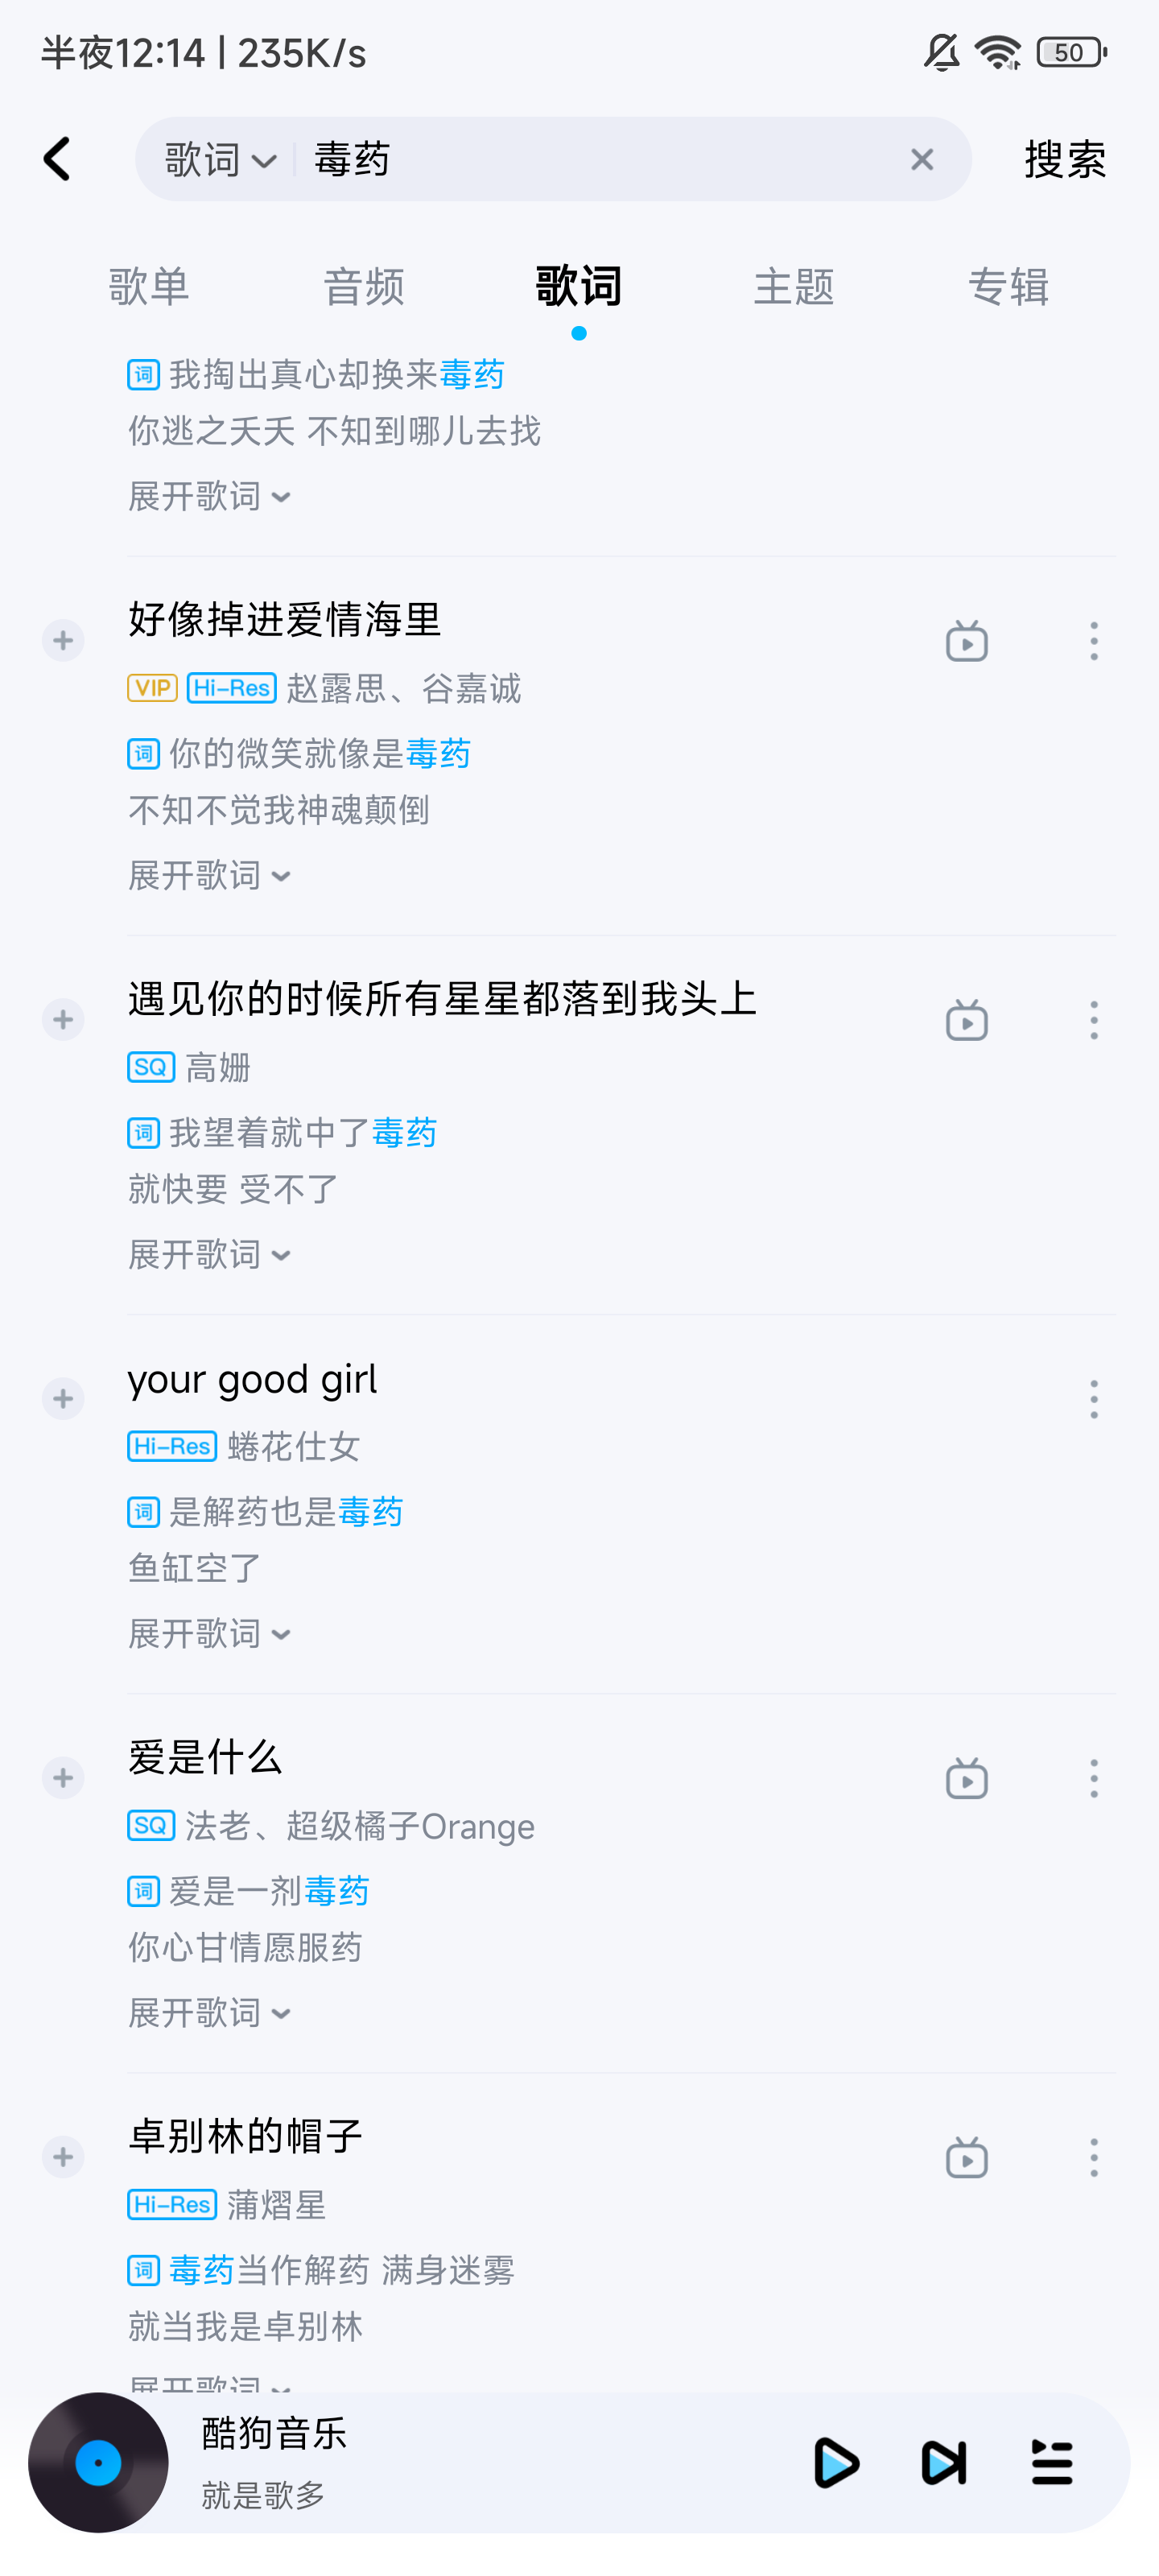 半夜12:14 | 235K/s
50
歌词 毒药 搜索
歌单 音频 歌词 主题 专辑
词 我掏出真心却换来毒药
你逃之夭夭 不知到哪儿去找
展开歌词
好像掉进爱情海里
VIP Hi-Res 赵露思、谷嘉诚
词 你的微笑就像是毒药
不知不觉我神魂颠倒
展开歌词
遇见你的时候所有星星都落到我头上
SQ 高姗
词 我望着就中了毒药
就快要 受不了
展开歌词
your good girl
Hi-Res 蜷花仕女
词 是解药也是毒药
鱼缸空了
展开歌词
爱是什么
SQ 法老、超级橘子Orange
词 爱是一剂毒药
你心甘情愿服药
展开歌词
卓别林的帽子
Hi-Res 蒲熠星
词 毒药当作解药 满身迷雾
就当我是卓别林
展开歌词
酷狗音乐
就是歌多